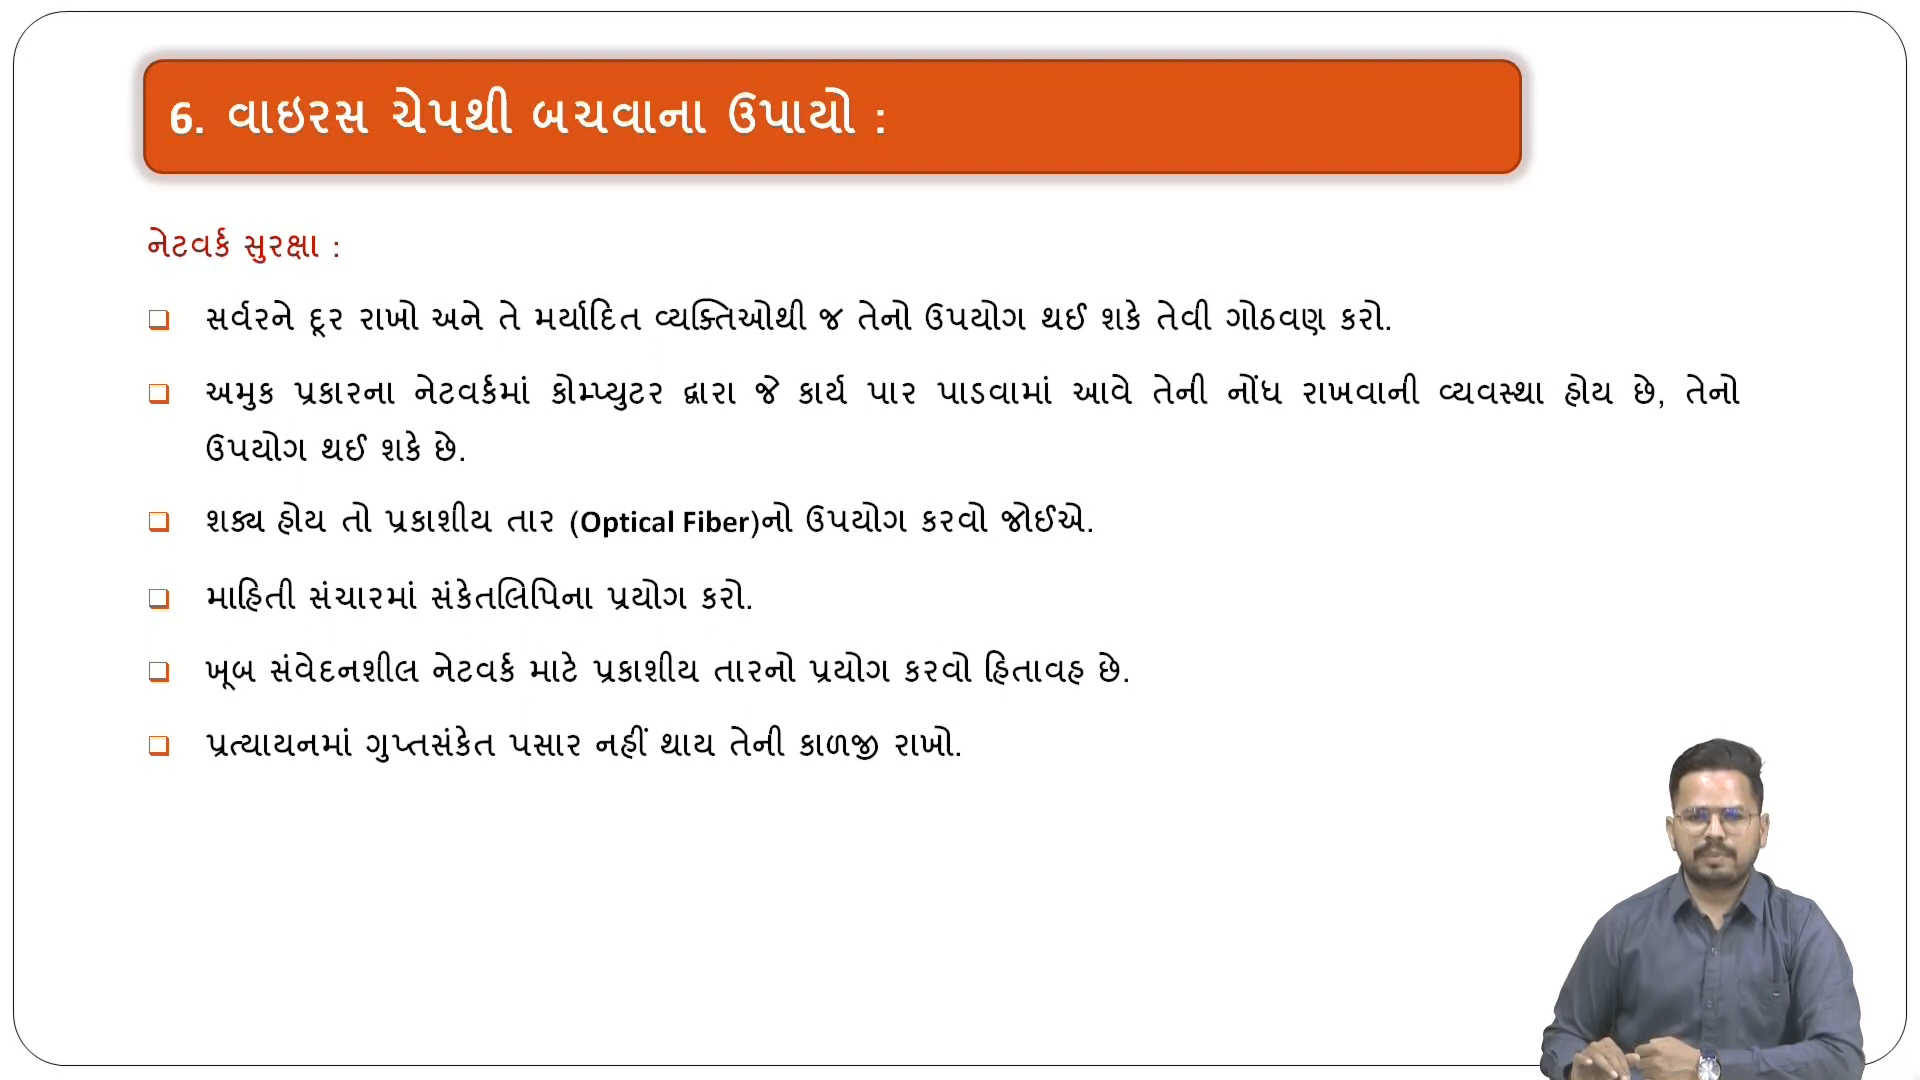 6. વાઇરસ ચેપથી બચવાના ઉપાયો :
નેટવર્ક સુરક્ષા :
સર્વરને દૂર રાખો અને તે મર્યાદિત વ્યક્તિઓથી જ તેનો ઉપયોગ થઈ શકે તેવી ગોઠવણ કરો.
અમુક પ્રકારના નેટવર્કમાં કોમ્પ્યુટર દ્વારા જે કાર્ય પાર પાડવામાં આવે તેની નોંધ રાખવાની વ્યવસ્થા હોય છે, તેનો
ઉપયોગ થઈ શકે છે.
શક્ય હોય તો પ્રકાશીય તાર (Optical Fiber)નો ઉપયોગ કરવો જોઈએ.
માહિતી સંચારમાં સંકેતલિપિના પ્રયોગ કરો.
ખૂબ સંવેદનશીલ નેટવર્ક માટે પ્રકાશીય તારનો પ્રયોગ કરવો હિતાવહ છે.
પ્રત્યાયનમાં ગુપ્તસંકેત પસાર નહીં થાય તેની કાળજી રાખો.